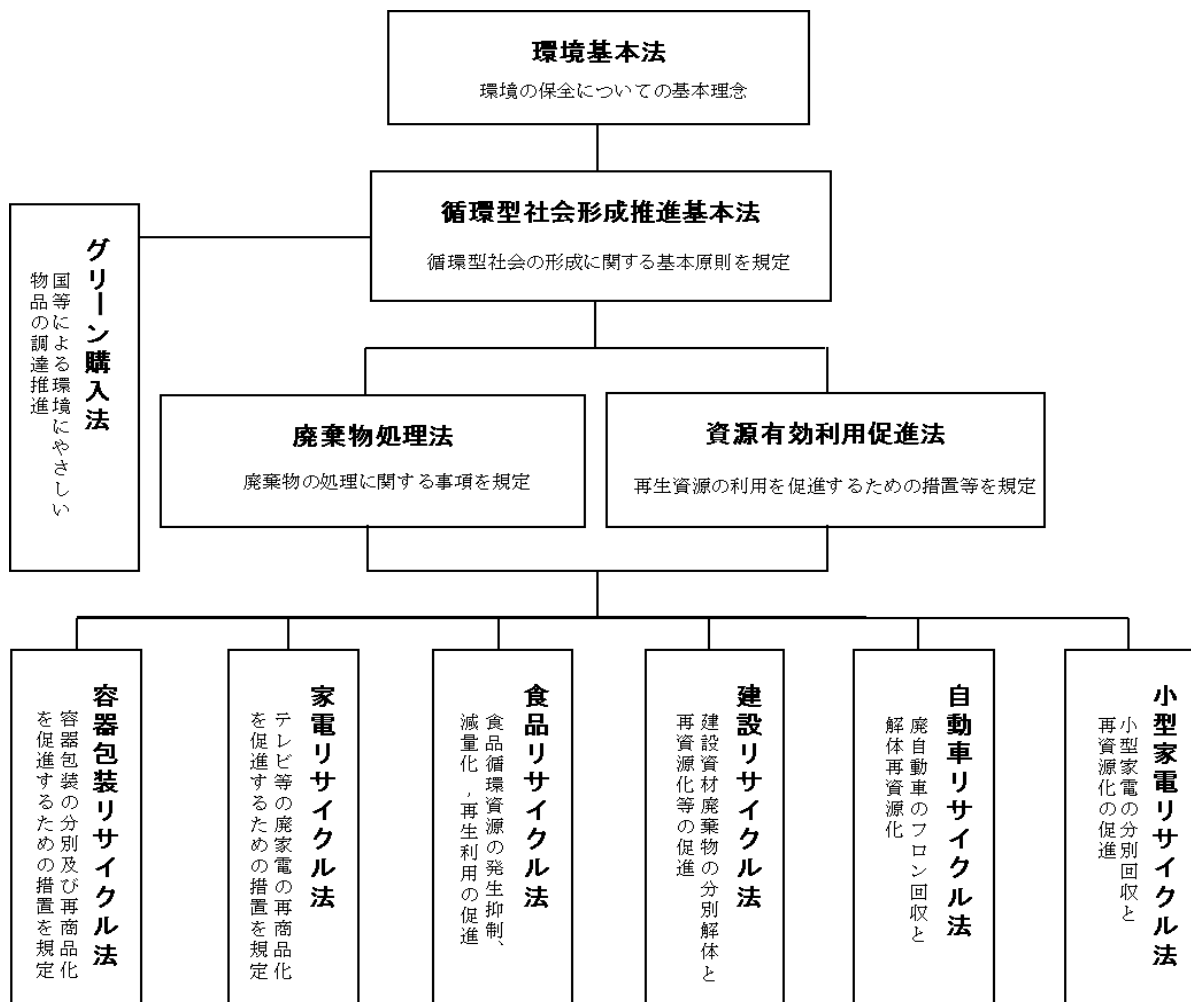 環境基本法
環境の保全についての基本理念
循環型社会形成推進基本法
循環型社会の形成に関する基本原則を規定
グリーン購入法
国等による環境にやさしい
物品の調達推進
廃棄物処理法
廃棄物の処理に関する事項を規定
資源有効利用促進法
再生資源の利用を促進するための措置等を規定
容器包装リサイクル法
容器包装の分別及び再商品化
を促進するための措置を規定
家電リサイクル法
テレビ等の廃家電の再商品化
を促進するための措置を規定
食品リサイクル法
食品循環資源の発生抑制、
減量化,再生利用の促進
建設リサイクル法
建設資材廃棄物の分別解体と
再資源化等の促進
自動車リサイクル法
廃自動車のフロン回収と
解体再資源化
小型家電リサイクル法
小型家電の分別回収と
再資源化の促進